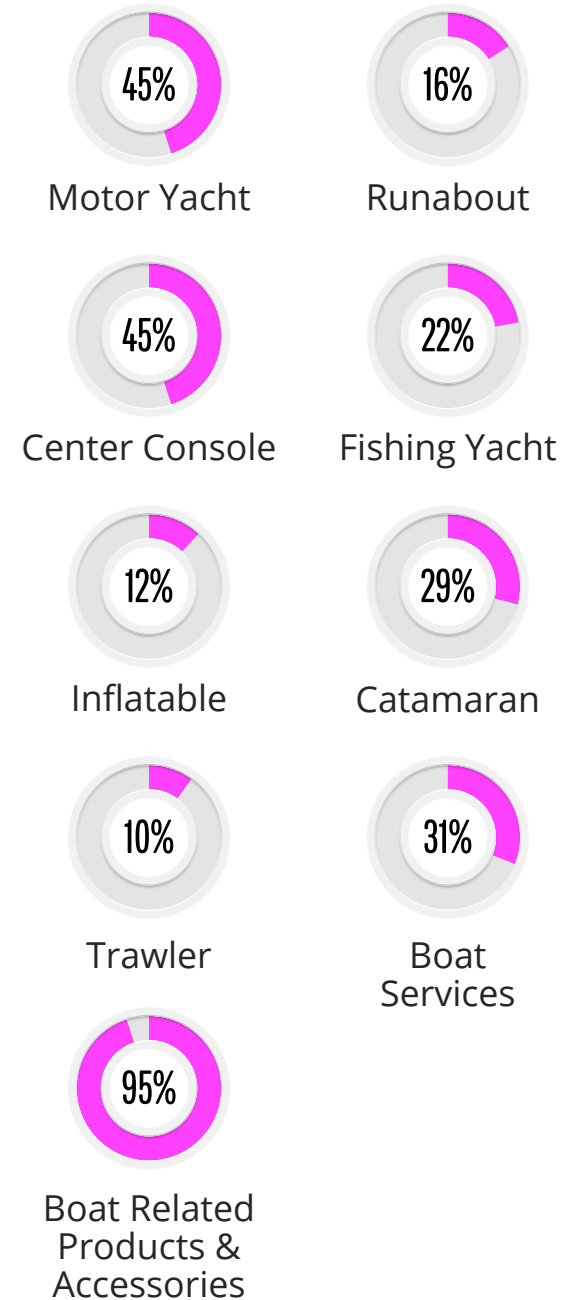 45%
Motor Yacht
16%
Runabout
45%
Center Console
22%
Fishing Yacht
12%
Inflatable
29%
Catamaran
10%
Trawler
31%
Boat
Services
95%
Boat Related
Products &
Accessories